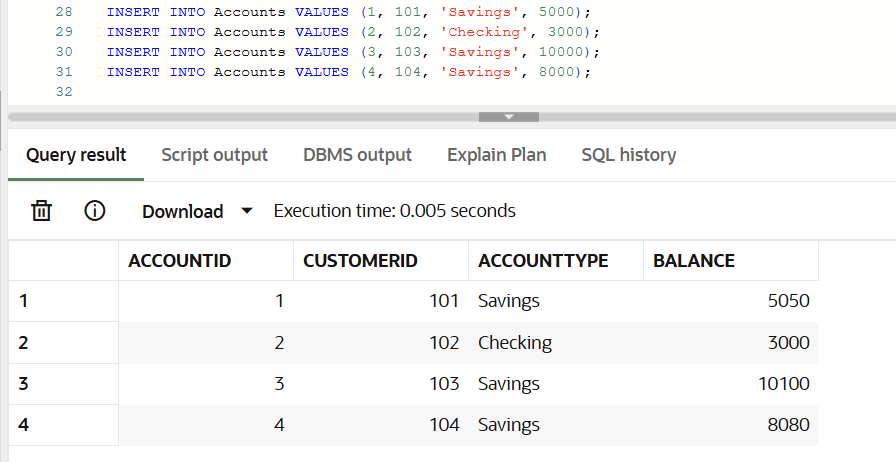 28 INSERT INTO Accounts VALUES (1, 101, 'Savings', 5000);
29 INSERT INTO Accounts VALUES (2, 102, 'Checking', 3000);
30 INSERT INTO Accounts VALUES (3, 103, 'Savings', 10000);
31 INSERT INTO Accounts VALUES (4, 104, 'Savings', 8000);
32
Query result Script output DBMS output Explain Plan SQL history
Download Execution time: 0.005 seconds
ACCOUNTID CUSTOMERID ACCOUNTTYPE BALANCE
1 1 101 Savings 5050
2 2 102 Checking 3000
3 3 103 Savings 10100
4 4 104 Savings 8080